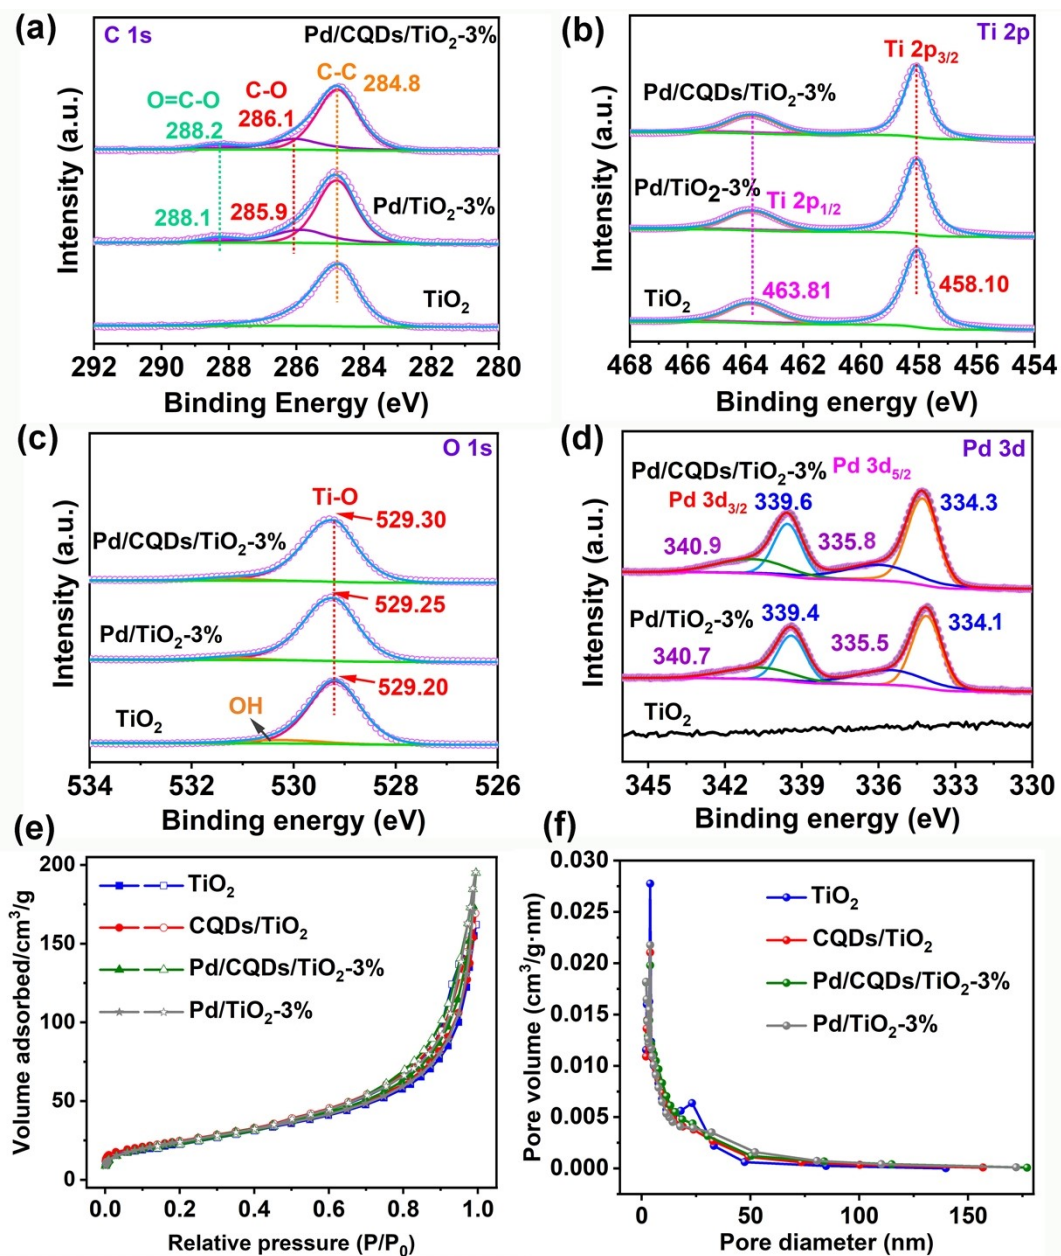 (a)
C 1s
Pd/CQDs/TiO₂-3%
C-C
284.8
C-O
286.1
O=C-O
288.2
Pd/TiO₂-3%
285.9
288.1
TiO₂
Intensity (a.u.)
292 290 288 286 284 282 280
Binding Energy (eV)
(b)
Ti 2p
Ti 2p₃/₂
Pd/CQDs/TiO₂-3%
Pd/TiO2-3%
Ti 2p₁/₂
TiO₂
463.81
458.10
Intensity (a.u.)
468 466 464 462 460 458 456 454
Binding energy (eV)
(c)
O 1s
Ti-O
529.30
Pd/CQDs/TiO₂-3%
529.25
Pd/TiO₂-3%
529.20
OH
TiO₂
Intensity (a.u.)
534 532 530 528 526
Binding energy (eV)
(d)
Pd 3d
Pd/CQDs/TiO₂-3%
Pd 3d₅/₂
Pd 3d₃/₂
339.6
334.3
340.9
335.8
Pd/TiO₂-3%
339.4
334.1
340.7
335.5
TiO₂
Intensity (a.u.)
345 342 339 336 333 330
Binding energy (eV)
(e)
TiO₂
CQDs/TiO₂
Pd/CQDs/TiO₂-3%
Pd/TiO₂-3%
Volume adsorbed/cm³/g
200
150
100
50
0
0.0 0.2 0.4 0.6 0.8 1.0
Relative pressure (P/P₀)
(f)
TiO₂
CQDs/TiO₂
Pd/CQDs/TiO₂-3%
Pd/TiO₂-3%
Pore volume (cm³/g·nm)
0.030
0.025
0.020
0.015
0.010
0.005
0.000
0 50 100 150
Pore diameter (nm)